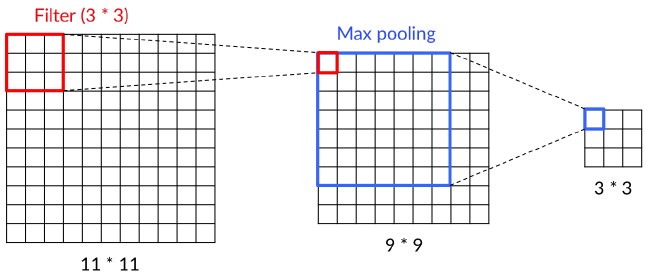 Filter (3 * 3)
Max pooling
3 * 3
9 * 9
11 * 11